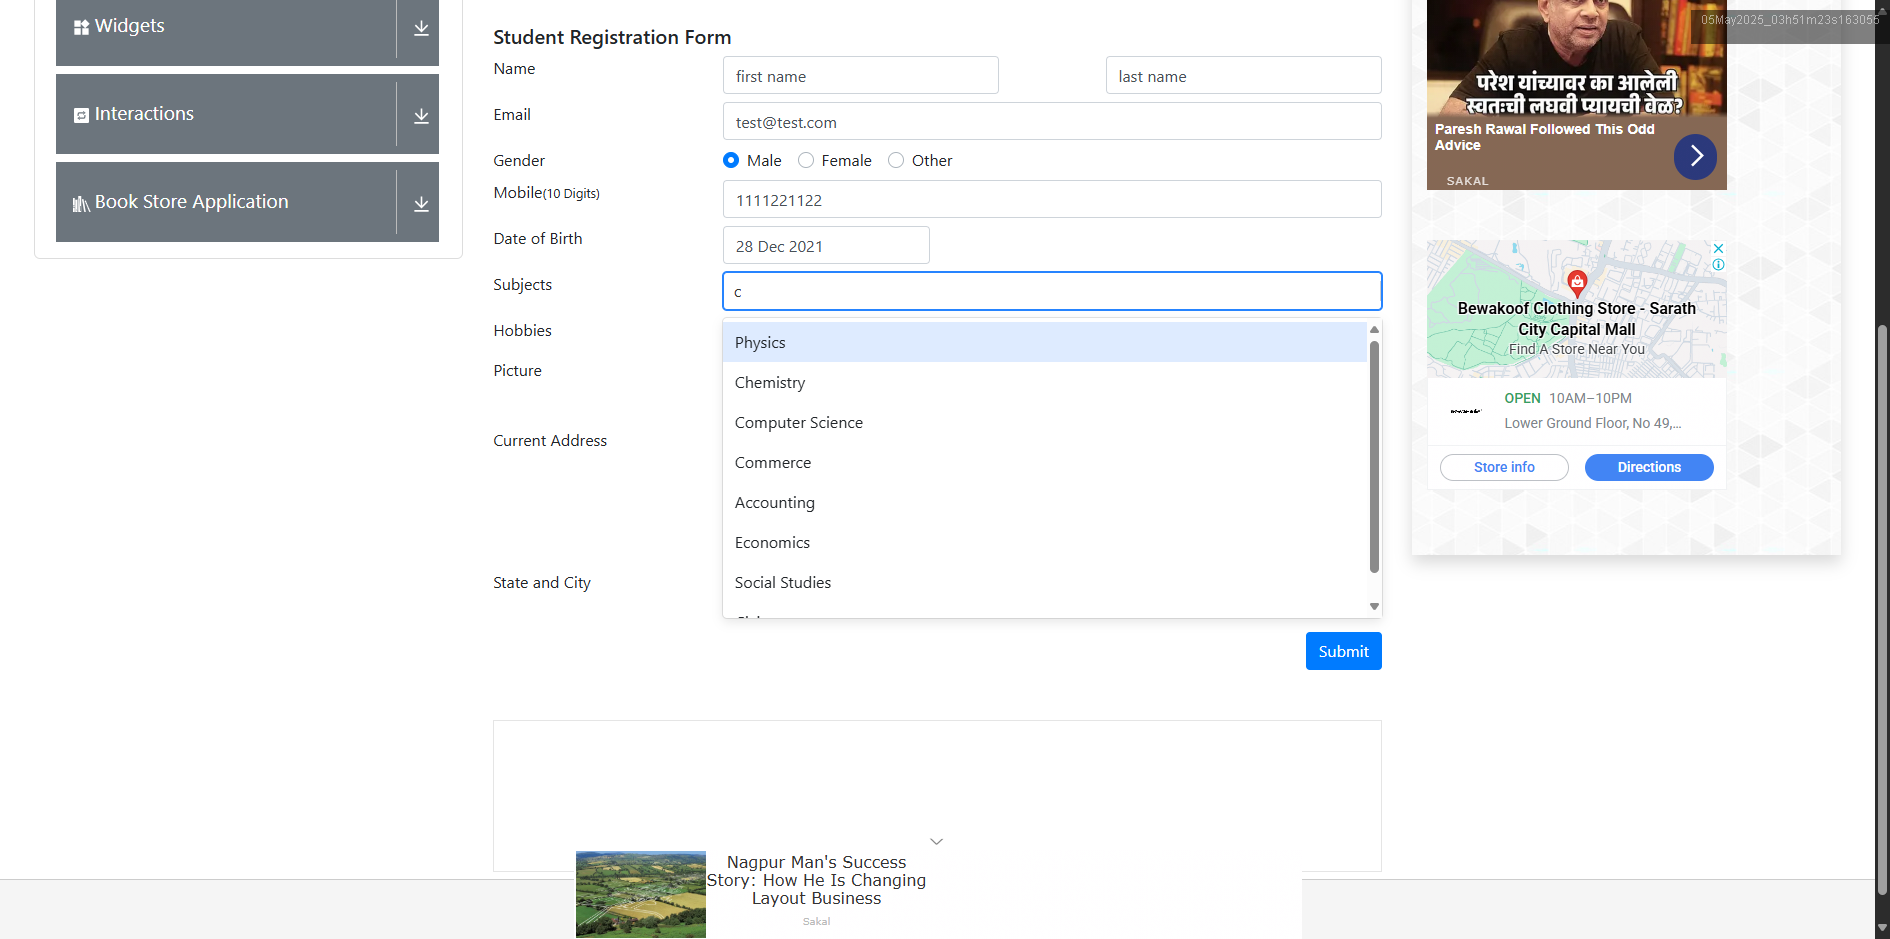 Widgets
Interactions
Book Store Application
Student Registration Form
Name
first name
last name
Email
test@test.com
Gender
Male
Female
Other
Mobile(10 Digits)
1111221122
Date of Birth
28 Dec 2021
Subjects
c
Hobbies
Picture
Current Address
State and City
Physics
Chemistry
Computer Science
Commerce
Accounting
Economics
Social Studies
Submit
05May2025_03h51m23s163055
परेश यांच्यावर का आलेली
स्वतःची लघवी प्यायची वेळ?
Paresh Rawal Followed This Odd
Advice
SAKAL
Bewakoof Clothing Store - Sarath
City Capital Mall
Find A Store Near You
OPEN 10AM–10PM
Lower Ground Floor, No 49,...
Store info
Directions
Nagpur Man's Success
Story: How He Is Changing
Layout Business
Sakal